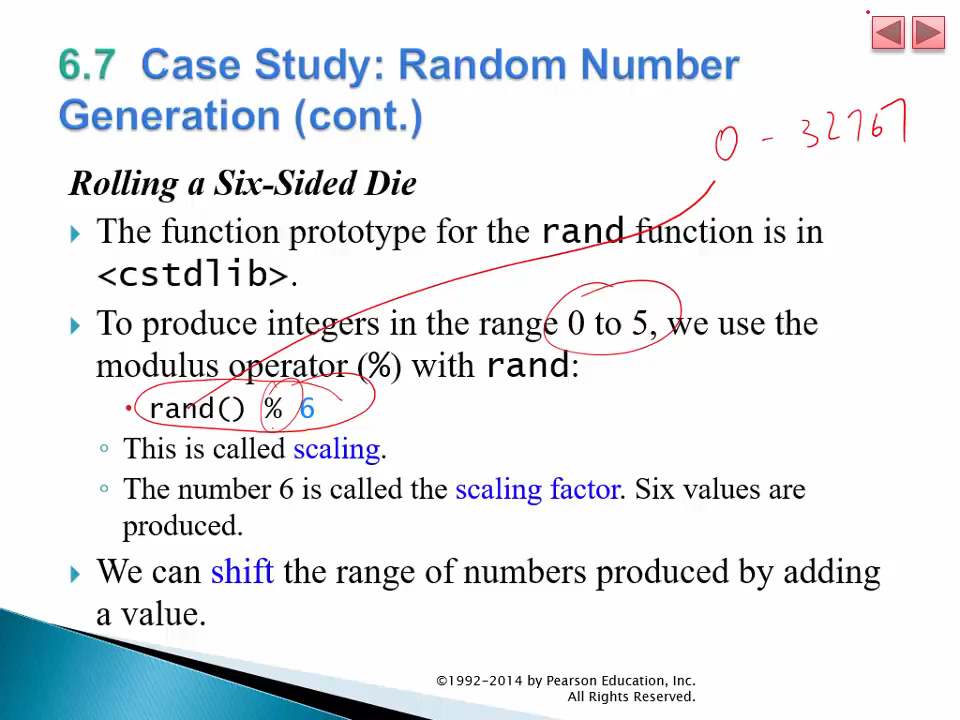 6.7 Case Study: Random Number
Generation (cont.)
0 - 32767
Rolling a Six-Sided Die
The function prototype for the rand function is in
<cstdlib>.
To produce integers in the range 0 to 5, we use the
modulus operator (%) with rand:
• rand() % 6
◦ This is called scaling.
◦ The number 6 is called the scaling factor. Six values are
produced.
We can shift the range of numbers produced by adding
a value.
©1992-2014 by Pearson Education, Inc.
All Rights Reserved.